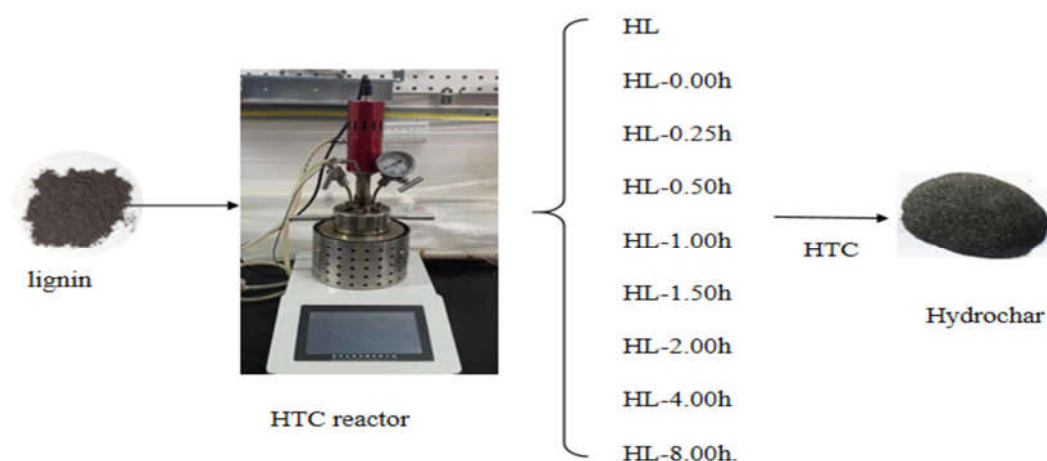 lignin
HTC reactor
HL
HL-0.00h
HL-0.25h
HL-0.50h
HL-1.00h
HL-1.50h
HL-2.00h
HL-4.00h
HL-8.00h.
HTC
Hydrochar